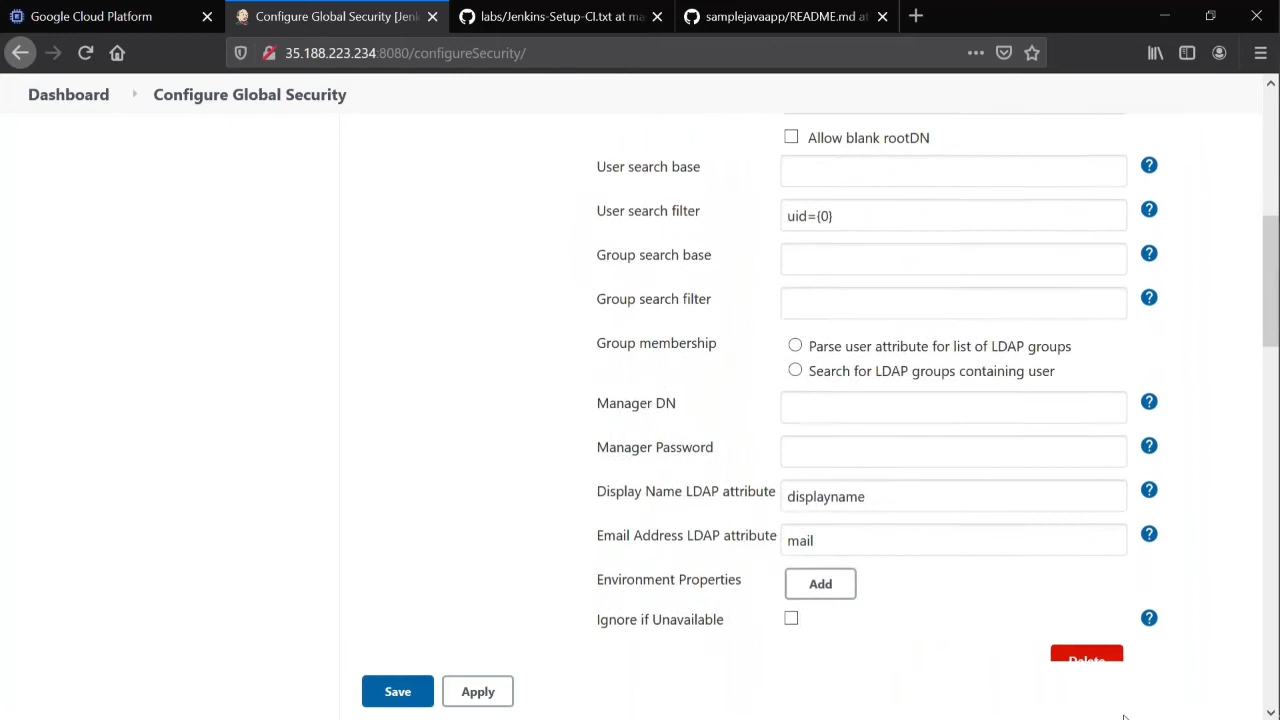 Google Cloud Platform
Configure Global Security [Jenk
labs/Jenkins-Setup-CI.txt at ma
samplejavaapp/README.md at
35.188.223.234:8080/configureSecurity/
Dashboard
Configure Global Security
Allow blank rootDN
User search base
User search filter
uid={0}
Group search base
Group search filter
Group membership
Parse user attribute for list of LDAP groups
Search for LDAP groups containing user
Manager DN
Manager Password
Display Name LDAP attribute
displayname
Email Address LDAP attribute
mail
Environment Properties
Add
Ignore if Unavailable
Delete
Save
Apply